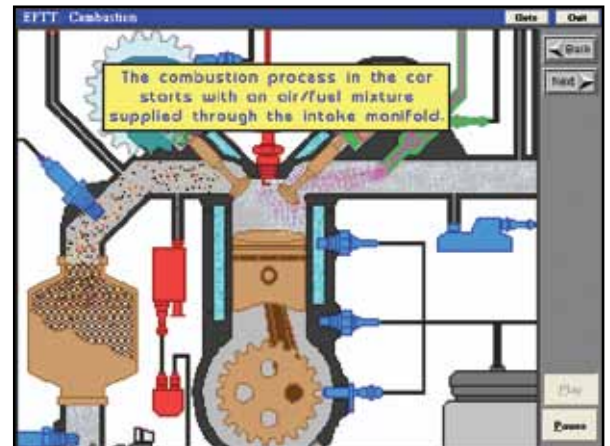 EFTT Combustion
Quit
Back
Next
The combustion process in the car
starts with an air/fuel mixture
supplied through the intake manifold.
Play
Pause